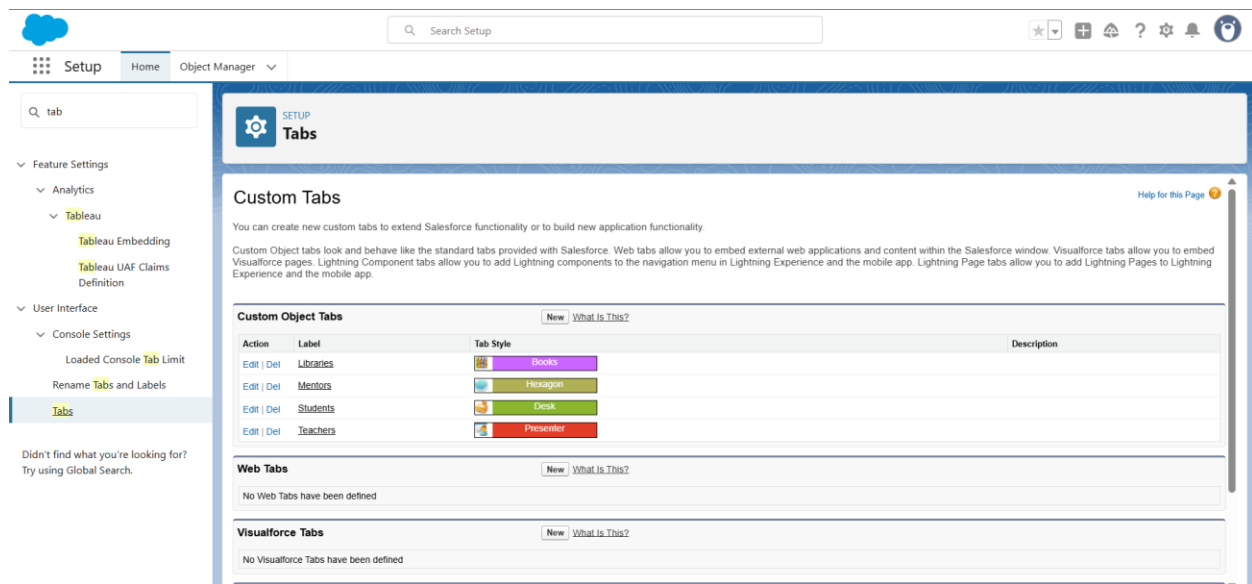 Search Setup
Setup
Home
Object Manager
tab
Feature Settings
Analytics
Tableau
Tableau Embedding
Tableau UAF Claims
Definition
User Interface
Console Settings
Loaded Console Tab Limit
Rename Tabs and Labels
Tabs
Didn't find what you're looking for?
Try using Global Search.
SETUP
Tabs
Custom Tabs
Help for this Page
You can create new custom tabs to extend Salesforce functionality or to build new application functionality.
Custom Object tabs look and behave like the standard tabs provided with Salesforce. Web tabs allow you to embed external web applications and content within the Salesforce window. Visualforce tabs allow you to embed
Visualforce pages. Lightning Component tabs allow you to add Lightning components to the navigation menu in Lightning Experience and the mobile app. Lightning Page tabs allow you to add Lightning Pages to Lightning
Experience and the mobile app.
Custom Object Tabs New What Is This?
Action Label Tab Style Description
Edit | Del Libraries Books
Edit | Del Mentors Hexagon
Edit | Del Students Desk
Edit | Del Teachers Presenter
Web Tabs New What Is This?
No Web Tabs have been defined
Visualforce Tabs New What Is This?
No Visualforce Tabs have been defined